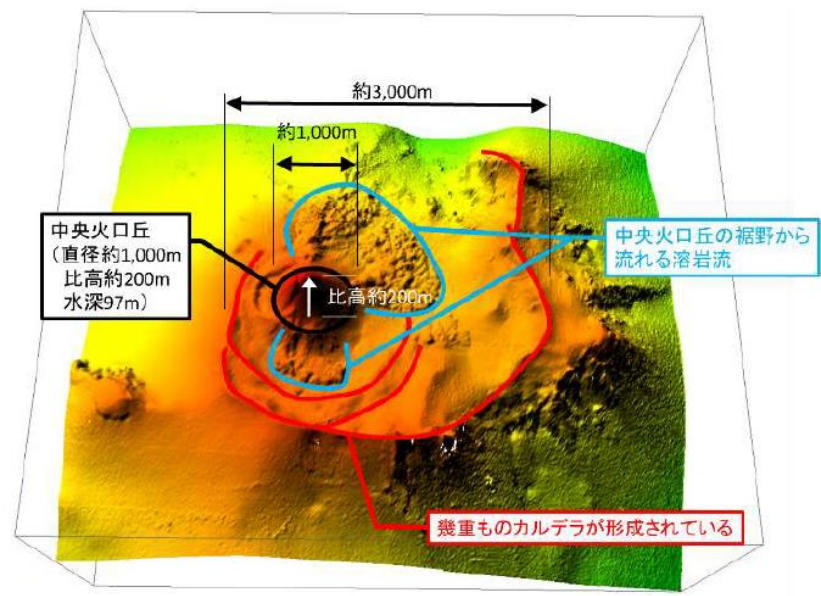 約3,000m
約1,000m
中央火口丘
（直径約1,000m
比高約200m
水深97m）
中央火口丘の裾野から
流れる溶岩流
比高約200m
幾重ものカルデラが形成されている